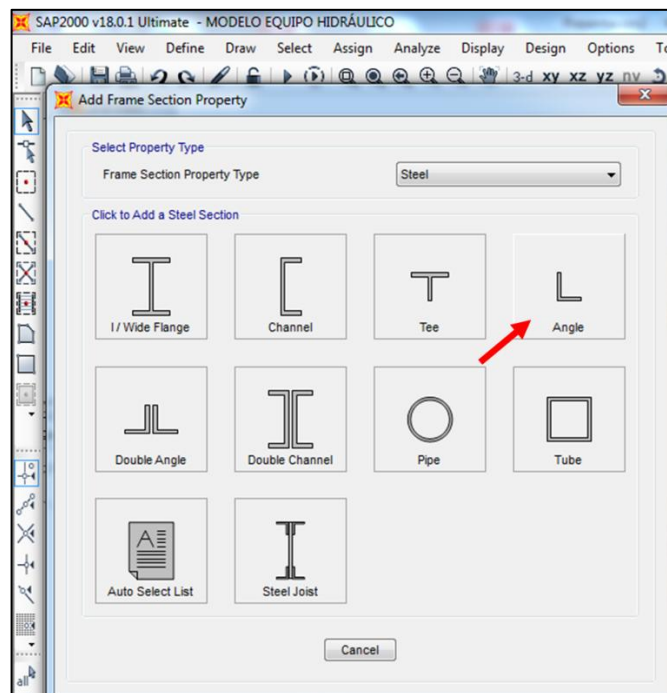 SAP2000 v18.0.1 Ultimate - MODELO EQUIPO HIDRÁULICO
File Edit View Define Draw Select Assign Analyze Display Design Options
3-d xy xz yz nv
Add Frame Section Property
Select Property Type
Frame Section Property Type Steel
Click to Add a Steel Section
I / Wide Flange Channel Tee Angle
Double Angle Double Channel Pipe Tube
Auto Select List Steel Joist
Cancel
all